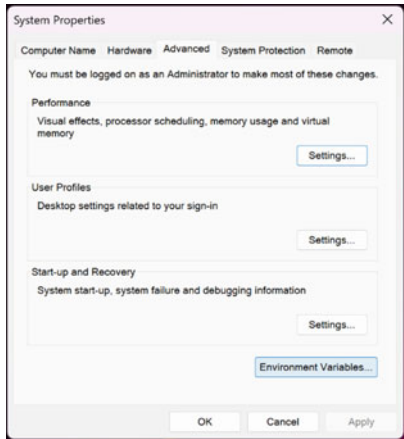 System Properties
Computer Name Hardware Advanced System Protection Remote
You must be logged on as an Administrator to make most of these changes.
Performance
Visual effects, processor scheduling, memory usage and virtual
memory
Settings...
User Profiles
Desktop settings related to your sign-in
Settings...
Start-up and Recovery
System start-up, system failure and debugging information
Settings...
Environment Variables...
OK Cancel Apply